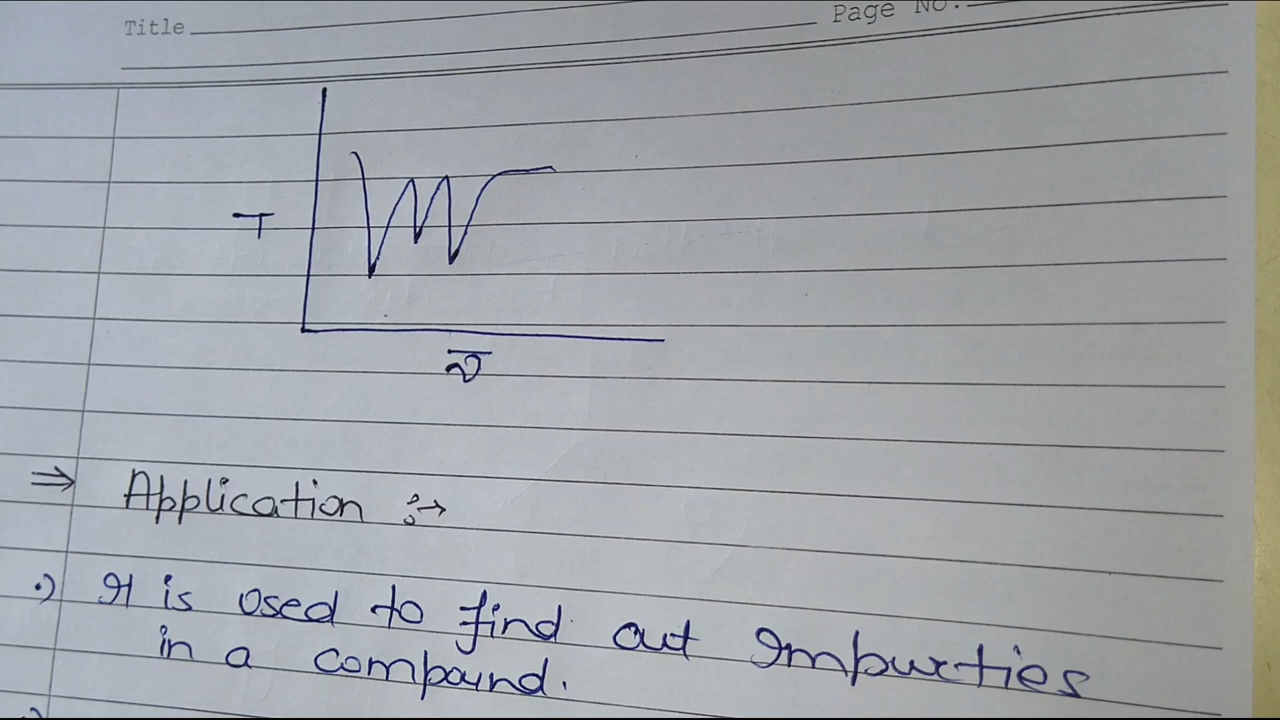 Title
Page No.
T
ν̅
⇒ Application :→
•) It is used to find out Impurties
in a compound.